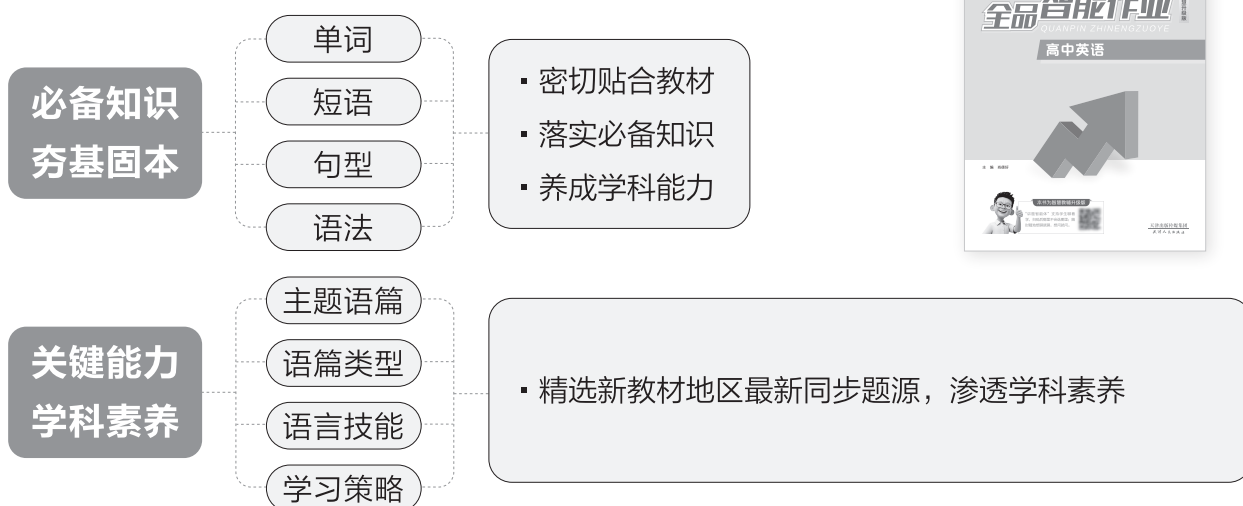 必备知识
夯基固本
单词
短语
句型
语法
· 密切贴合教材
· 落实必备知识
· 养成学科能力
全品智能作业
QUANPIN ZHINENGZUOYE
高中英语
关键能力
学科素养
主题语篇
语篇类型
语言技能
学习策略
· 精选新教材地区最新同步题源，渗透学科素养